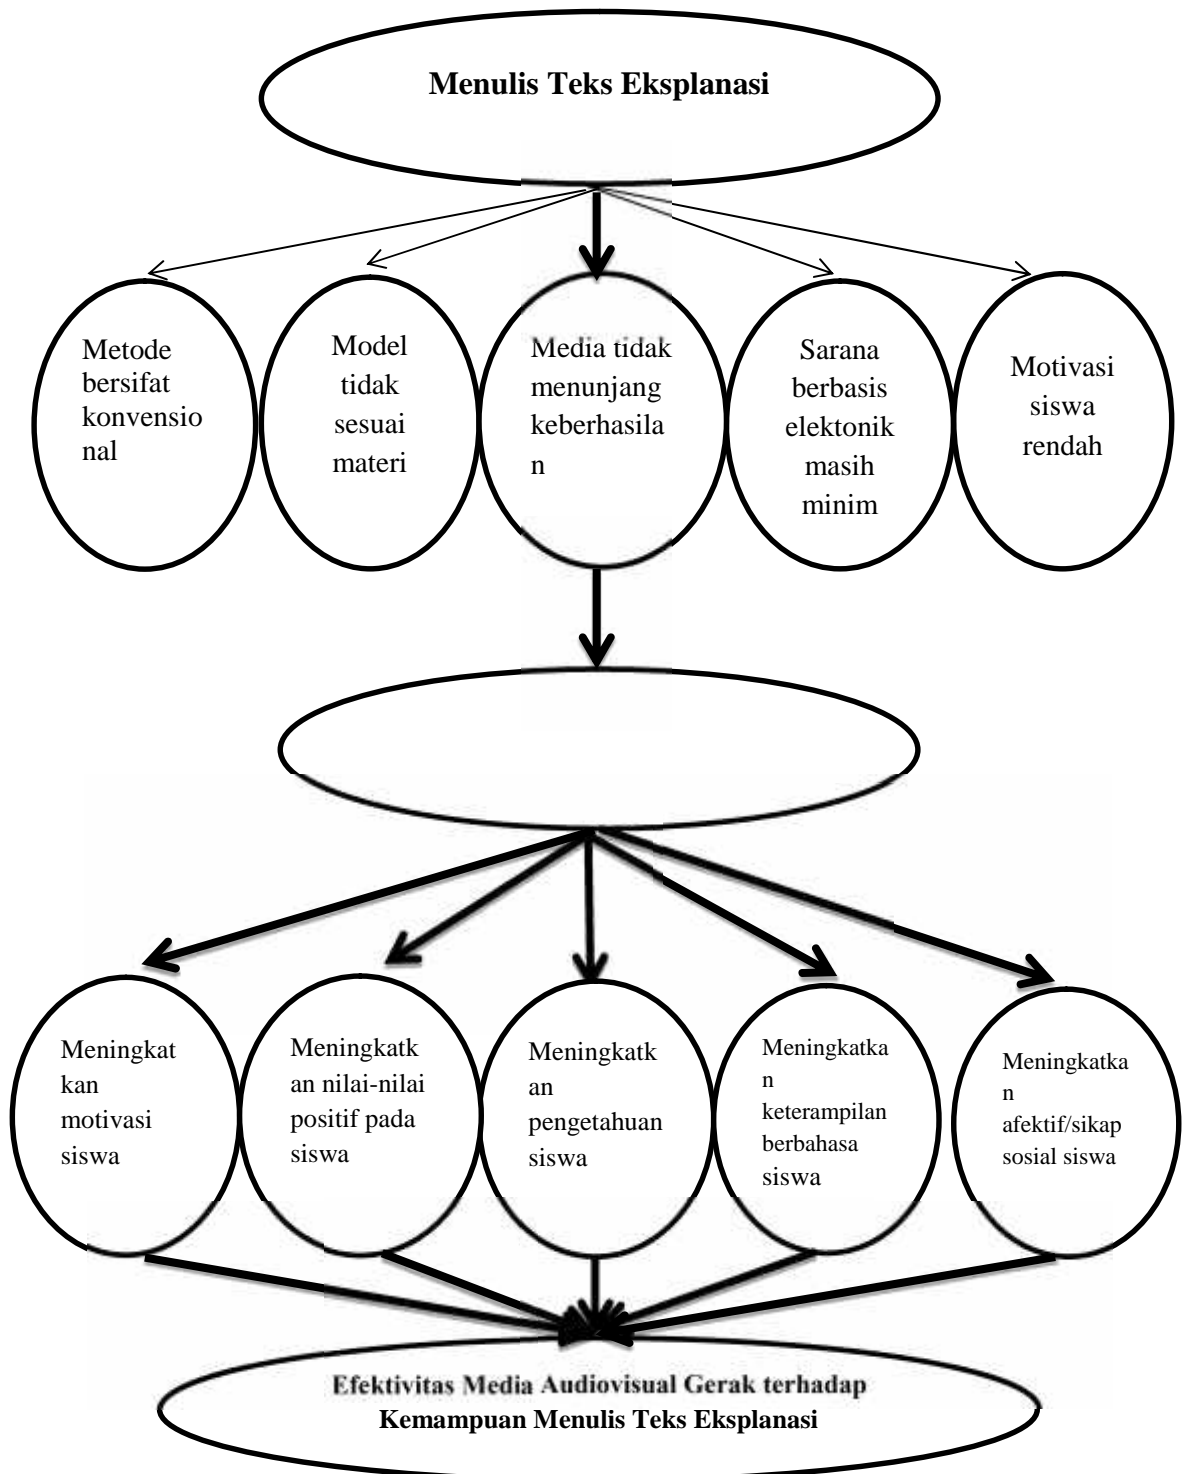 Menulis Teks Eksplanasi
Metode
bersifat
konvensio
nal
Model
tidak
sesuai
materi
Media tidak
menunjang
keberhasila
n
Sarana
berbasis
elektonik
masih
minim
Motivasi
siswa
rendah
Meningkat
kan
motivasi
siswa
Meningkatk
an nilai-nilai
positif pada
siswa
Meningkatk
an
pengetahuan
siswa
Meningkatka
n
keterampilan
berbahasa
siswa
Meningkatka
n
afektif/sikap
sosial siswa
Efektivitas Media Audiovisual Gerak terhadap
Kemampuan Menulis Teks Eksplanasi